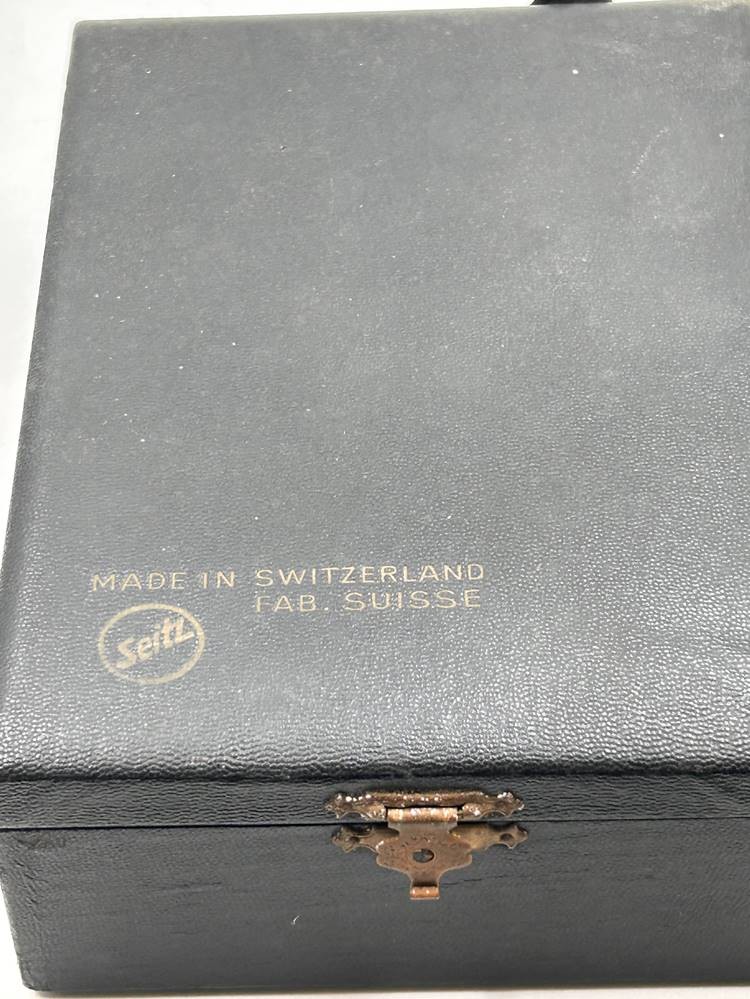 MADE IN SWITZERLAND
FAB. SUISSE
Seitz